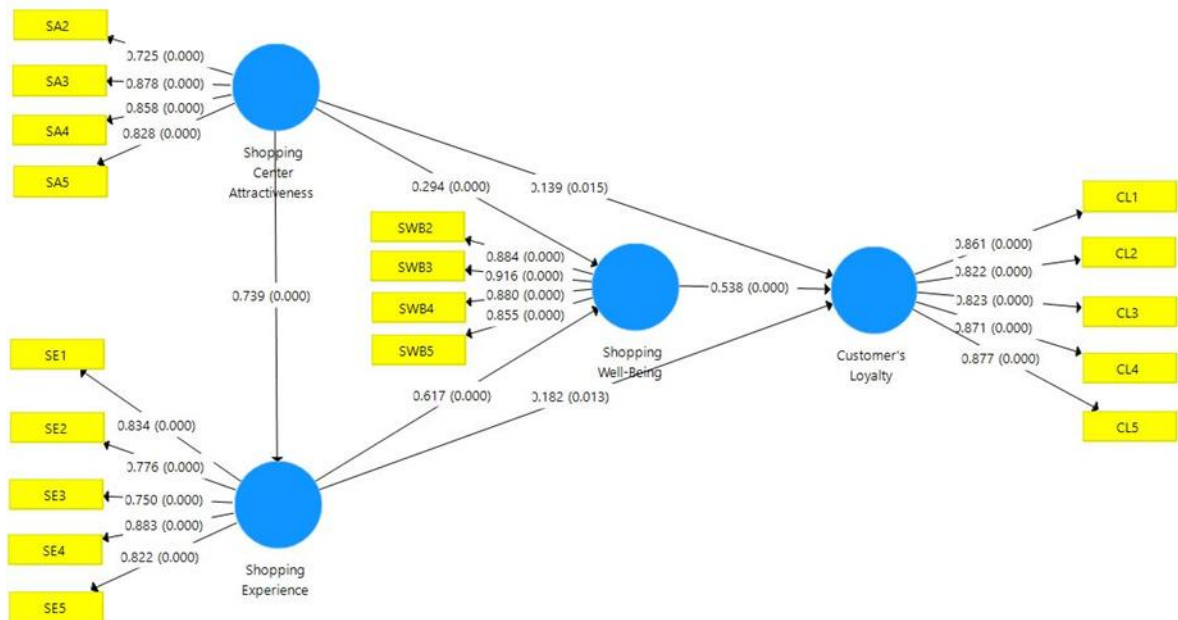 SA2
0.725 (0.000)
SA3
0.878 (0.000)
SA4
0.858 (0.000)
0.828 (0.000)
SA5
Shopping
Center
Attractiveness
0.294 (0.000)
0.139 (0.015)
CL1
SWB2
0.884 (0.000)
0.861 (0.000)
CL2
SWB3
0.916 (0.000)
0.822 (0.000)
0.739 (0.000)
SWB4
0.880 (0.000)
0.538 (0.000)
0.823 (0.000)
CL3
0.855 (0.000)
0.871 (0.000)
SWB5
Shopping
Well-Being
Customer's
Loyalty
0.877 (0.000)
CL4
SE1
0.617 (0.000)
0.182 (0.013)
CL5
0.834 (0.000)
SE2
0.776 (0.000)
SE3
0.750 (0.000)
0.883 (0.000)
SE4
0.822 (0.000)
Shopping
Experience
SE5